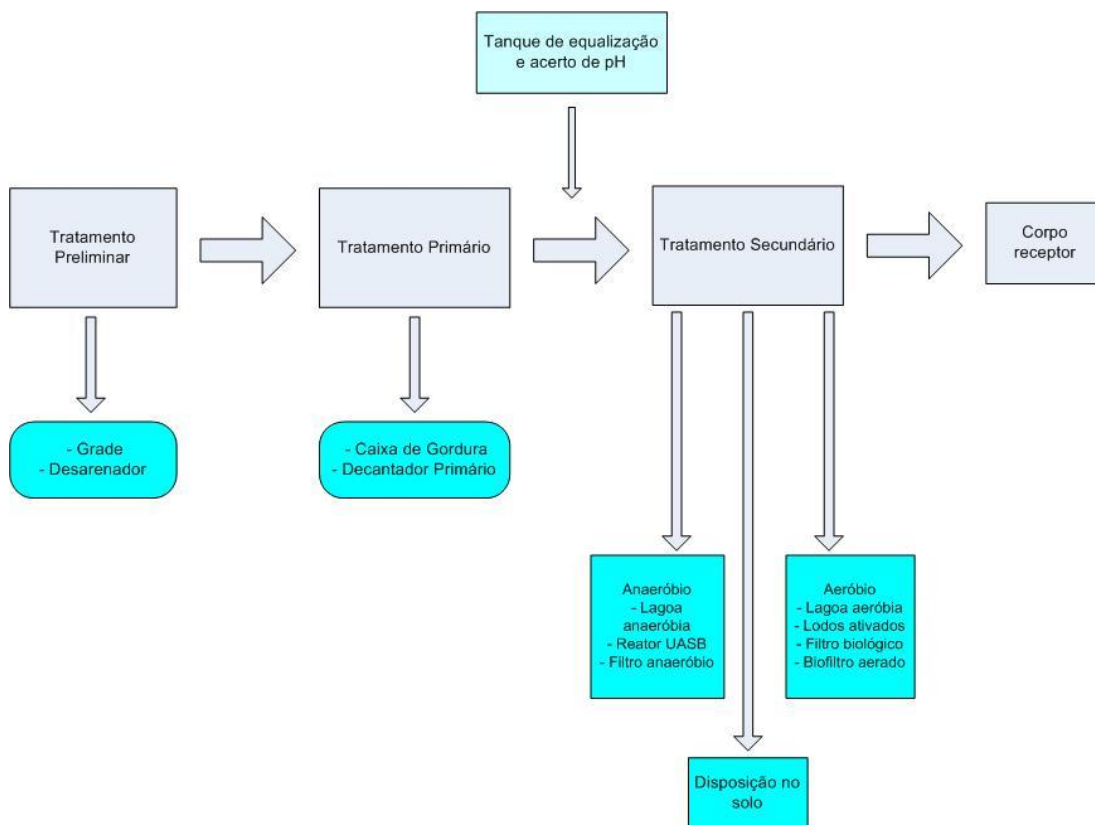 Tanque de equalização
e acerto de pH
Tratamento
Preliminar
Tratamento Primário
Tratamento Secundário
Corpo
receptor
- Grade
- Desarenador
- Caixa de Gordura
- Decantador Primário
Anaeróbio
- Lagoa
anaeróbia
- Reator UASB
- Filtro anaeróbio
Aeróbio
- Lagoa aeróbia
- Lodos ativados
- Filtro biológico
- Biofiltro aerado
Disposição no
solo